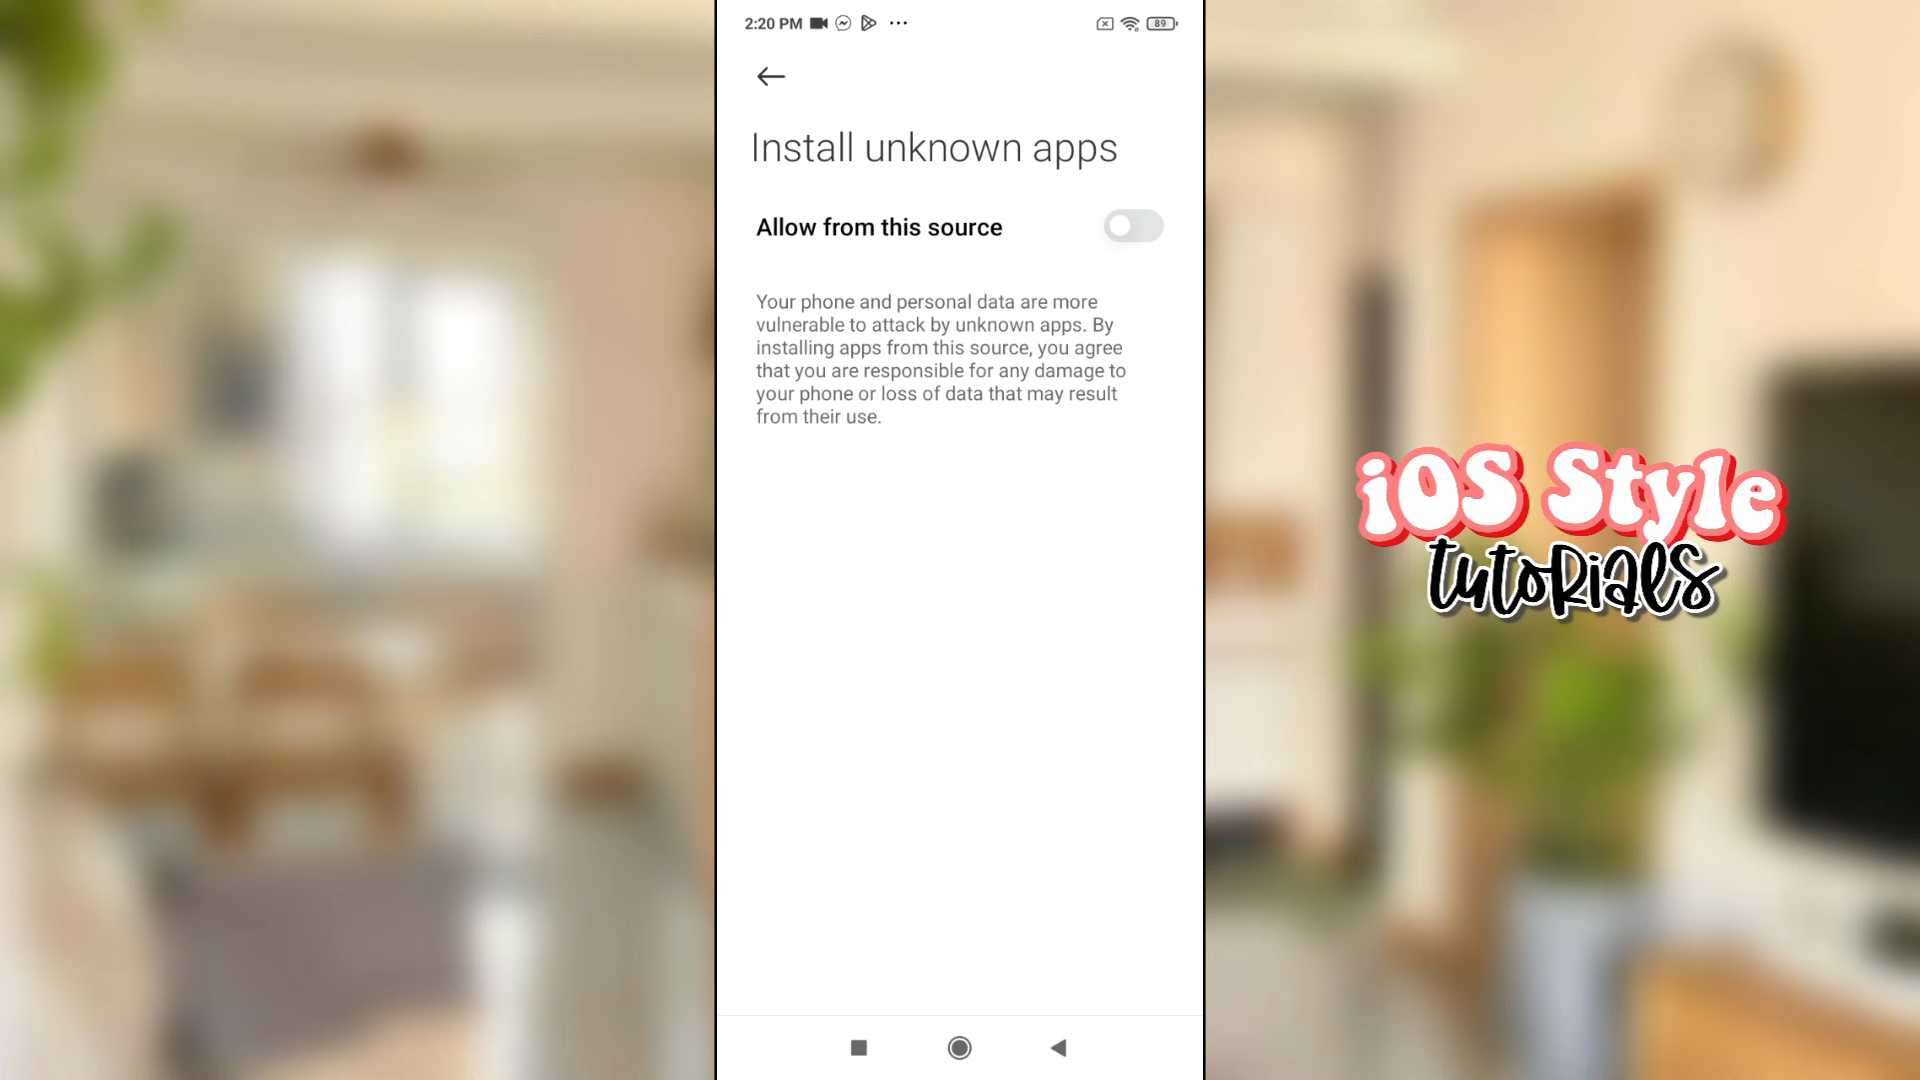 2:20 PM
89
Install unknown apps
Allow from this source
Your phone and personal data are more
vulnerable to attack by unknown apps. By
installing apps from this source, you agree
that you are responsible for any damage to
your phone or loss of data that may result
from their use.
iOS Style
tutorials